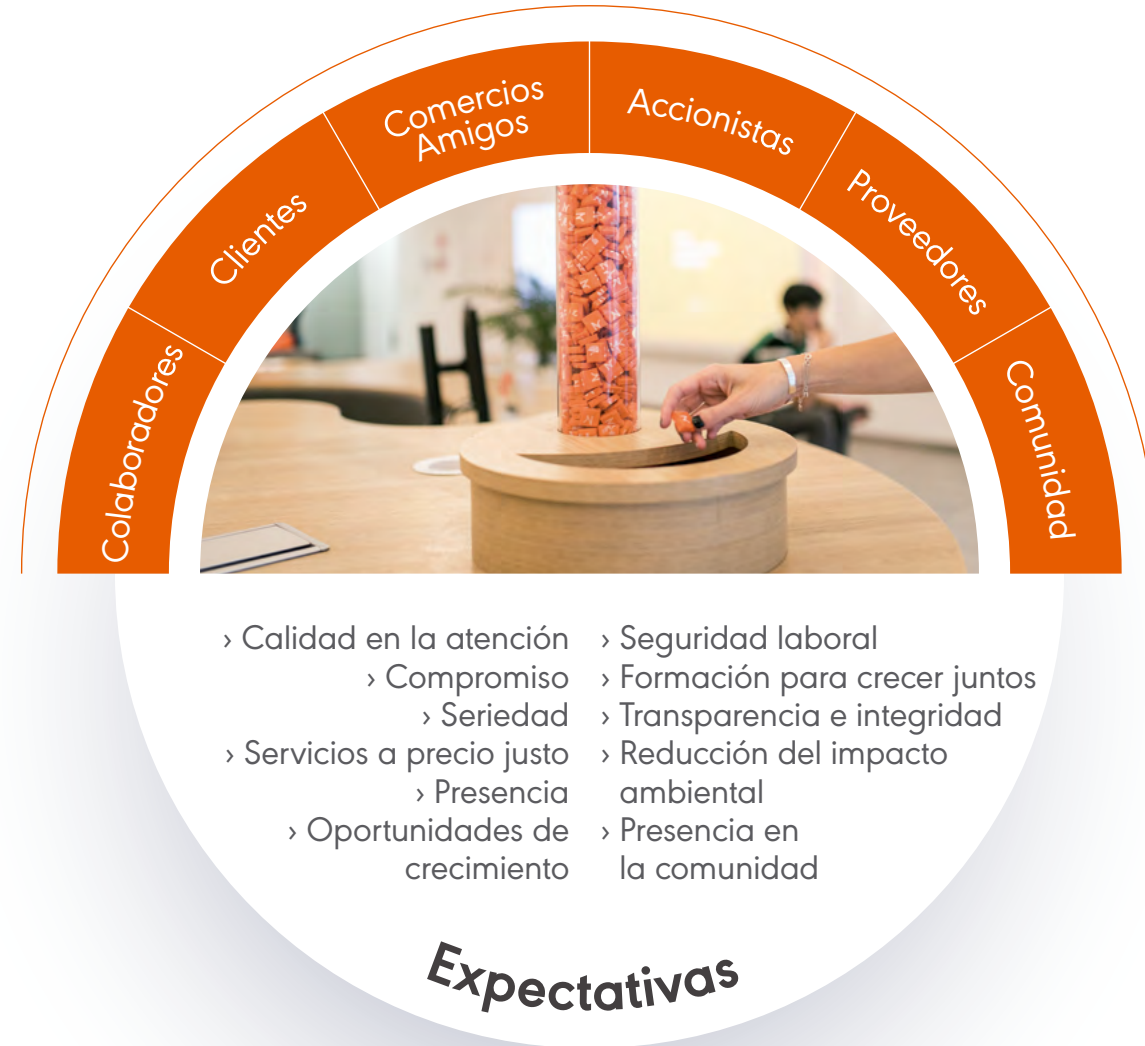 Colaboradores
Clientes
Comercios
Amigos
Accionistas
Proveedores
Comunidad
› Calidad en la atención
› Compromiso
› Seriedad
› Servicios a precio justo
› Presencia
› Oportunidades de
crecimiento
› Seguridad laboral
› Formación para crecer juntos
› Transparencia e integridad
› Reducción del impacto
ambiental
› Presencia en
la comunidad
Expectativas